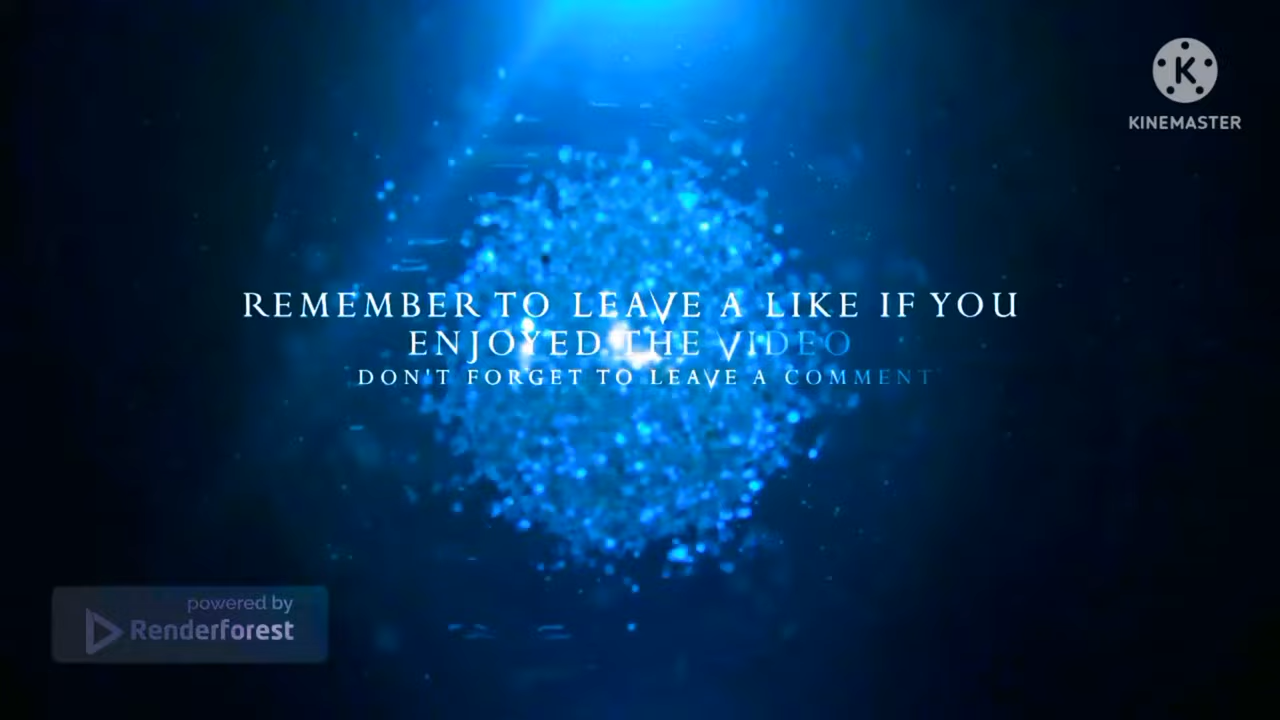 KINEMASTER
REMEMBER TO LEAVE A LIKE IF YOU
ENJOYED THE VIDEO
DON'T FORGET TO LEAVE A COMMENT
powered by
Renderforest